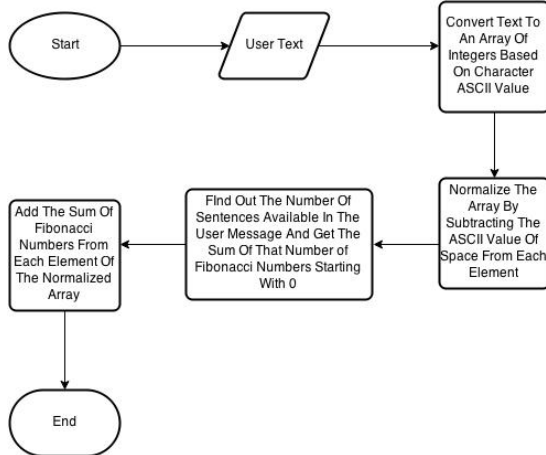 Start
User Text
Convert Text To
An Array Of
Integers Based
On Character
ASCII Value
Normalize The
Array By
Subtracting The
ASCII Value Of
Space From Each
Element
FInd Out The Number Of
Sentences Available In The
User Message And Get The
Sum Of That Number of
Fibonacci Numbers Starting
With 0
Add The Sum Of
Fibonacci
Numbers From
Each Element Of
The Normalized
Array
End